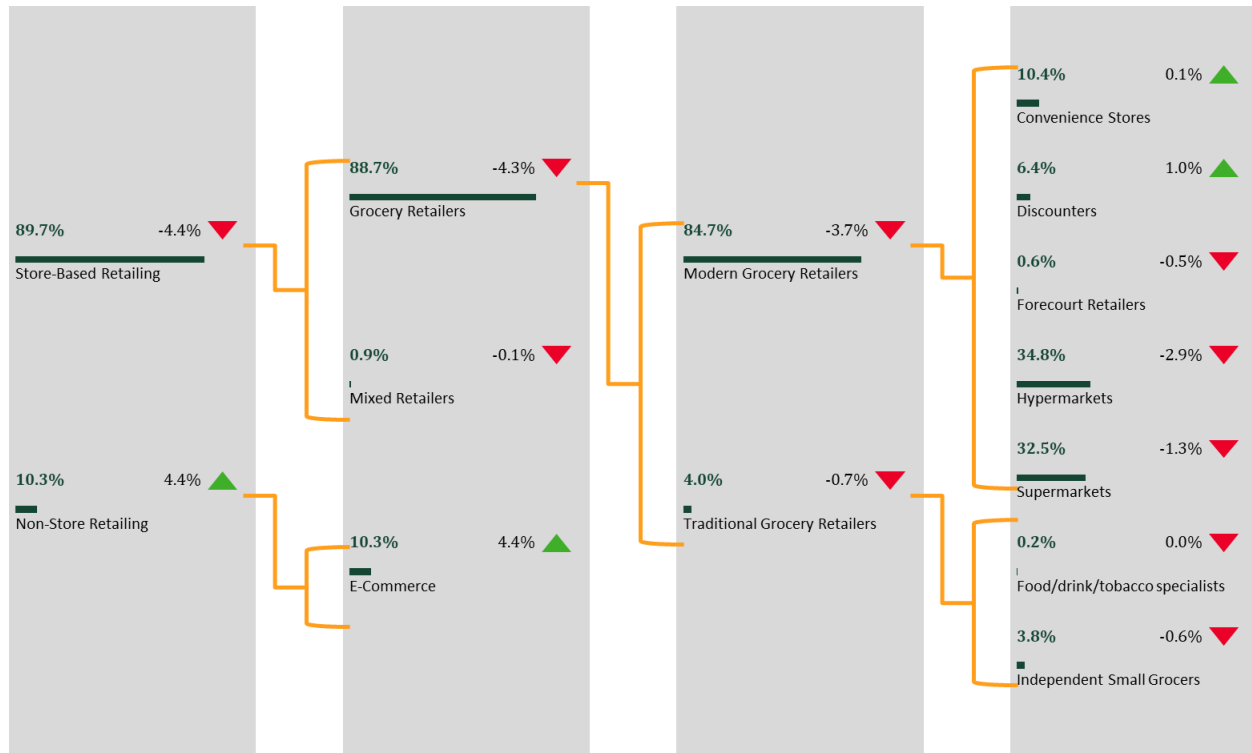 89.7% -4.4%
Store-Based Retailing
10.3% 4.4%
Non-Store Retailing
88.7% -4.3%
Grocery Retailers
0.9% -0.1%
Mixed Retailers
10.3% 4.4%
E-Commerce
84.7% -3.7%
Modern Grocery Retailers
4.0% -0.7%
Traditional Grocery Retailers
10.4% 0.1%
Convenience Stores
6.4% 1.0%
Discounters
0.6% -0.5%
Forecourt Retailers
34.8% -2.9%
Hypermarkets
32.5% -1.3%
Supermarkets
0.2% 0.0%
Food/drink/tobacco specialists
3.8% -0.6%
Independent Small Grocers